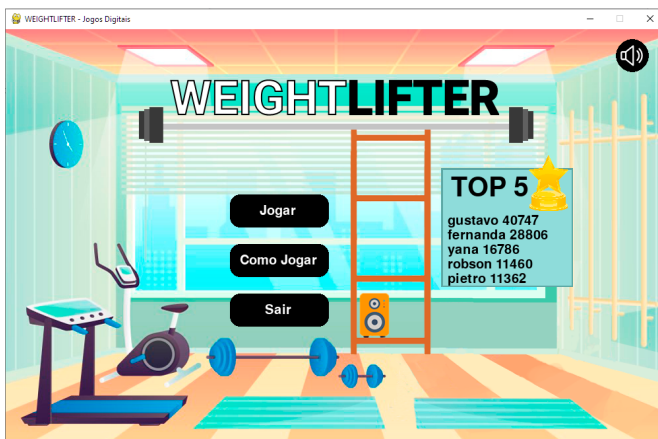 WEIGHTLIFTER - Jogos Digitais
WEIGHTLIFTER
Jogar
Como Jogar
Sair
TOP 5
gustavo 40747
fernanda 28806
yana 16786
robson 11460
pietro 11362